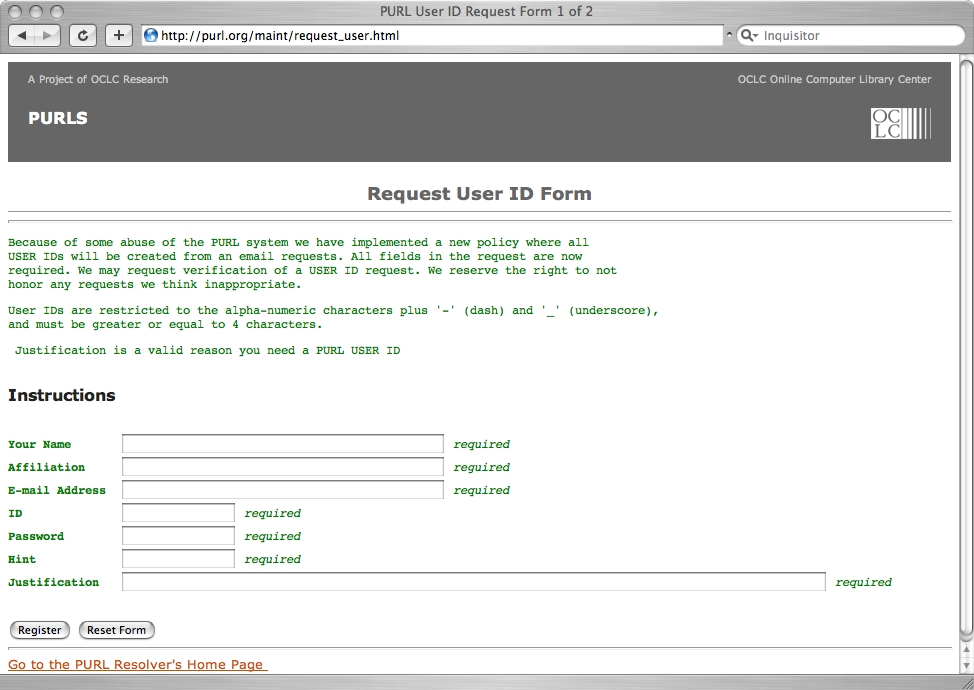 PURL User ID Request Form 1 of 2
http://purl.org/maint/request_user.html
Inquisitor
A Project of OCLC Research
OCLC Online Computer Library Center
PURLS
OC
LC
Request User ID Form
Because of some abuse of the PURL system we have implemented a new policy where all
USER IDs will be created from an email requests. All fields in the request are now
required. We may request verification of a USER ID request. We reserve the right to not
honor any requests we think inappropriate.
User IDs are restricted to the alpha-numeric characters plus '-' (dash) and '_' (underscore),
and must be greater or equal to 4 characters.
Justification is a valid reason you need a PURL USER ID
Instructions
Your Name required
Affiliation required
E-mail Address required
ID required
Password required
Hint required
Justification required
Register Reset Form
Go to the PURL Resolver's Home Page